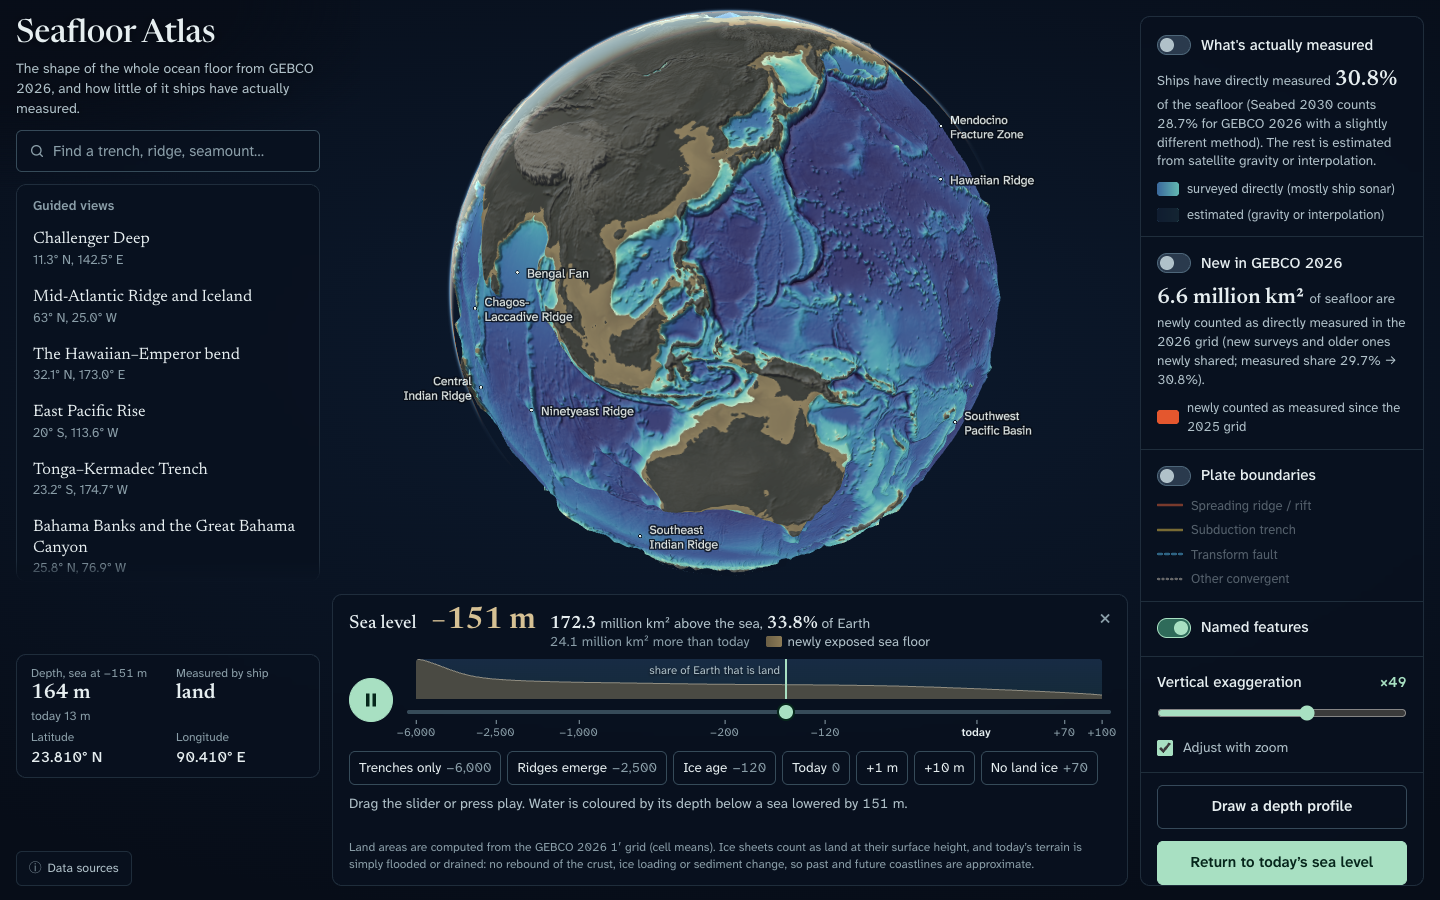 Seafloor Atlas
The shape of the whole ocean floor from GEBCO
2026, and how little of it ships have actually
measured.
Find a trench, ridge, seamount...
Guided views
Challenger Deep
11.3° N, 142.5° E
Mid-Atlantic Ridge and Iceland
63° N, 25.0° W
The Hawaiian–Emperor bend
32.1° N, 173.0° E
East Pacific Rise
20° S, 113.6° W
Tonga–Kermadec Trench
23.2° S, 174.7° W
Bahama Banks and the Great Bahama
Canyon
25.8° N, 76.9° W
Depth, sea at −151 m
164 m
today 13 m
Measured by ship
land
Latitude
23.810° N
Longitude
90.410° E
ⓘ Data sources
Mendocino
Fracture Zone
Hawaiian Ridge
Bengal Fan
Chagos-
Laccadive Ridge
Central
Indian Ridge
Ninetyeast Ridge
Southwest
Pacific Basin
Southeast
Indian Ridge
Sea level −151 m 172.3 million km² above the sea, 33.8% of Earth
24.1 million km² more than today newly exposed sea floor
×
share of Earth that is land
−6,000 −2,500 −1,000 −200 −120 today +70 +100
Trenches only −6,000 Ridges emerge −2,500 Ice age −120 Today 0 +1 m +10 m No land ice +70
Drag the slider or press play. Water is coloured by its depth below a sea lowered by 151 m.
Land areas are computed from the GEBCO 2026 1′ grid (cell means). Ice sheets count as land at their surface height, and today's terrain is
simply flooded or drained: no rebound of the crust, ice loading or sediment change, so past and future coastlines are approximate.
What's actually measured
Ships have directly measured 30.8%
of the seafloor (Seabed 2030 counts
28.7% for GEBCO 2026 with a slightly
different method). The rest is estimated
from satellite gravity or interpolation.
surveyed directly (mostly ship sonar)
estimated (gravity or interpolation)
New in GEBCO 2026
6.6 million km² of seafloor are
newly counted as directly measured in the
2026 grid (new surveys and older ones
newly shared; measured share 29.7% →
30.8%).
newly counted as measured since the
2025 grid
Plate boundaries
Spreading ridge / rift
Subduction trench
Transform fault
Other convergent
Named features
Vertical exaggeration ×49
Adjust with zoom
Draw a depth profile
Return to today's sea level